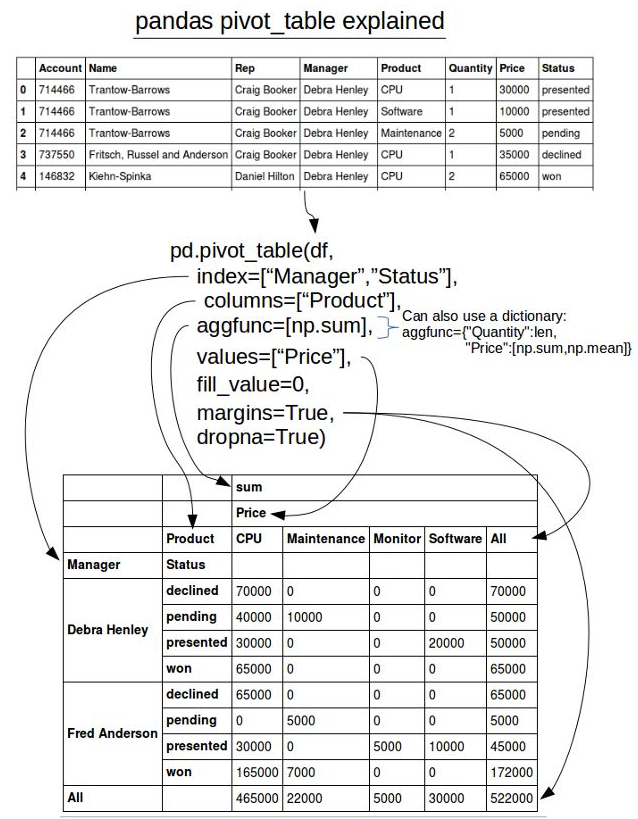 pandas pivot_table explained
Account Name Rep Manager Product Quantity Price Status
0 714466 Trantow-Barrows Craig Booker Debra Henley CPU 1 30000 presented
1 714466 Trantow-Barrows Craig Booker Debra Henley Software 1 10000 presented
2 714466 Trantow-Barrows Craig Booker Debra Henley Maintenance 2 5000 pending
3 737550 Fritsch, Russel and Anderson Craig Booker Debra Henley CPU 1 35000 declined
4 146832 Kiehn-Spinka Daniel Hilton Debra Henley CPU 2 65000 won
pd.pivot_table(df,
index=[“Manager”,”Status”],
columns=[“Product”],
aggfunc=[np.sum],
Can also use a dictionary:
aggfunc={"Quantity":len,
"Price":[np.sum,np.mean]}
values=[“Price”],
fill_value=0,
margins=True,
dropna=True)
sum
Price
Product CPU Maintenance Monitor Software All
Manager Status
Debra Henley declined 70000 0 0 0 70000
pending 40000 10000 0 0 50000
presented 30000 0 0 20000 50000
won 65000 0 0 0 65000
Fred Anderson declined 65000 0 0 0 65000
pending 0 5000 0 0 5000
presented 30000 0 5000 10000 45000
won 165000 7000 0 0 172000
All 465000 22000 5000 30000 522000